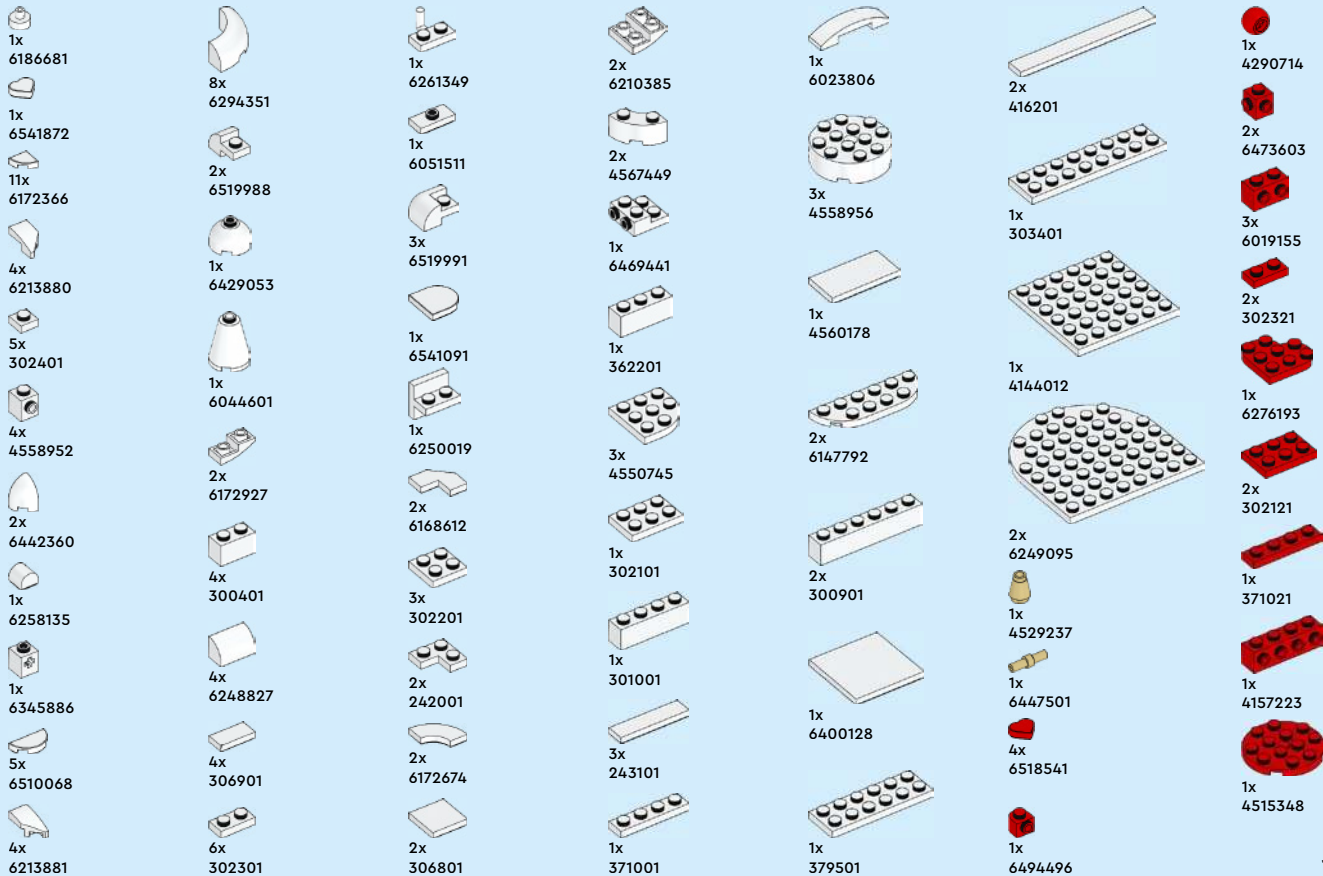 1x
6186681
1x
6541872
11x
6172366
4x
6213880
5x
302401
4x
4558952
2x
6442360
1x
6258135
1x
6345886
5x
6510068
4x
6213881
8x
6294351
2x
6519988
1x
6429053
1x
6044601
2x
6172927
4x
300401
4x
6248827
4x
306901
6x
302301
1x
6261349
1x
6051511
3x
6519991
1x
6541091
1x
6250019
2x
6168612
3x
302201
2x
242001
2x
6172674
2x
306801
2x
6210385
2x
4567449
1x
6469441
1x
362201
3x
4550745
1x
302101
1x
301001
3x
243101
1x
371001
1x
6023806
3x
4558956
1x
4560178
2x
6147792
2x
300901
1x
6400128
1x
379501
2x
416201
1x
303401
1x
4144012
2x
6249095
1x
4529237
1x
6447501
4x
6518541
1x
6494496
1x
4290714
2x
6473603
3x
6019155
2x
302321
1x
6276193
2x
302121
1x
371021
1x
4157223
1x
4515348